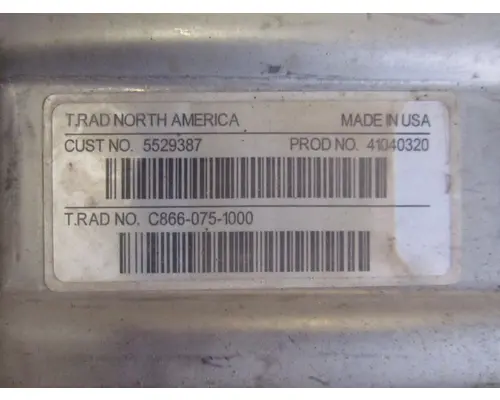 T.RAD NORTH AMERICA MADE IN USA
CUST NO. 5529387 PROD NO. 41040320
T.RAD NO. C866-075-1000